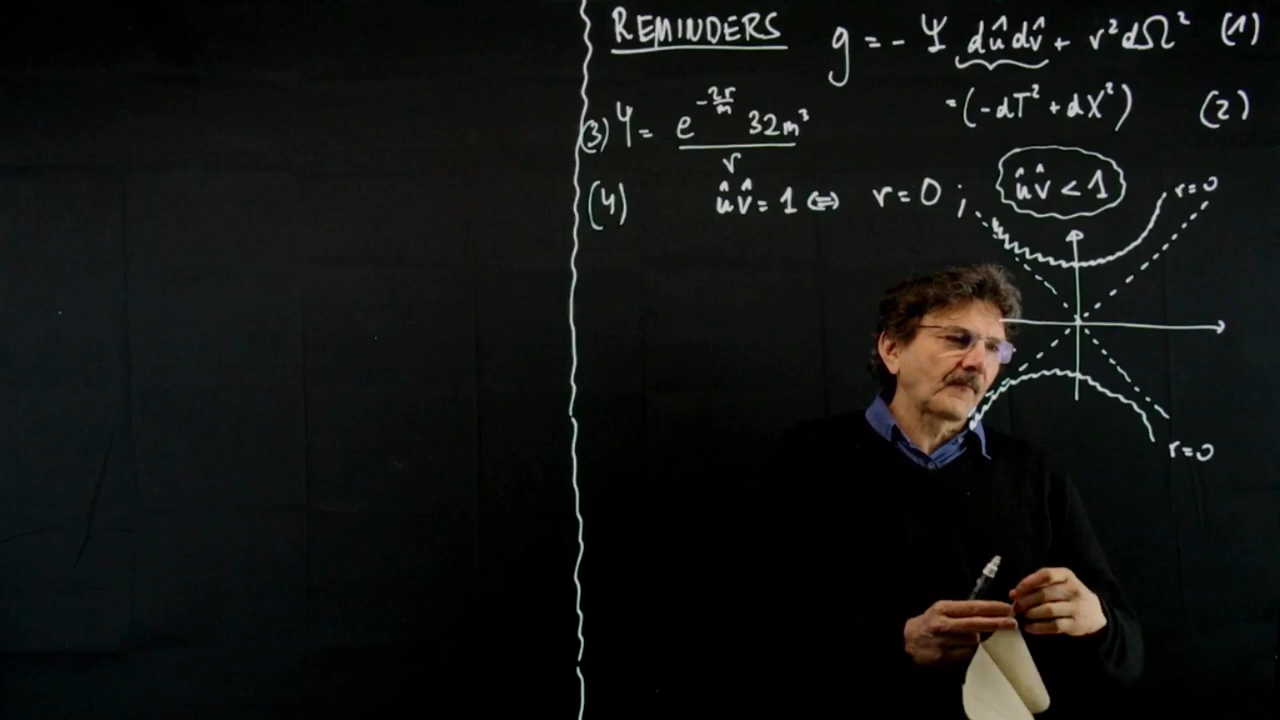 REMINDERS g = - Ψ dûdv̂ + r²dΩ² (1)
= (-dT² + dX²) (2)
(3) Ψ = e^{-2r/m} 32m³ / r
(4) ûv̂ = 1 ⇔ r = 0 ; ûv̂ < 1
r=0
r=0